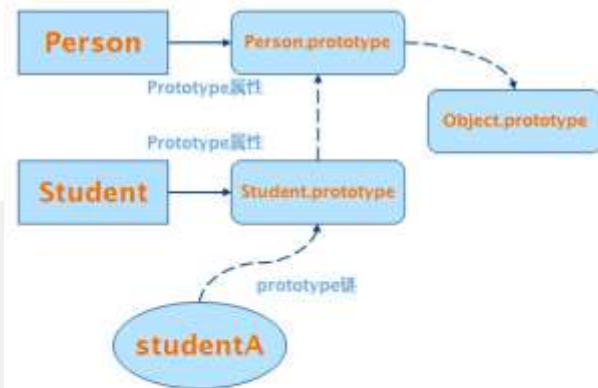 Person
Person.prototype
Prototype属性
Object.prototype
Prototype属性
Student
Student.prototype
prototype链
studentA